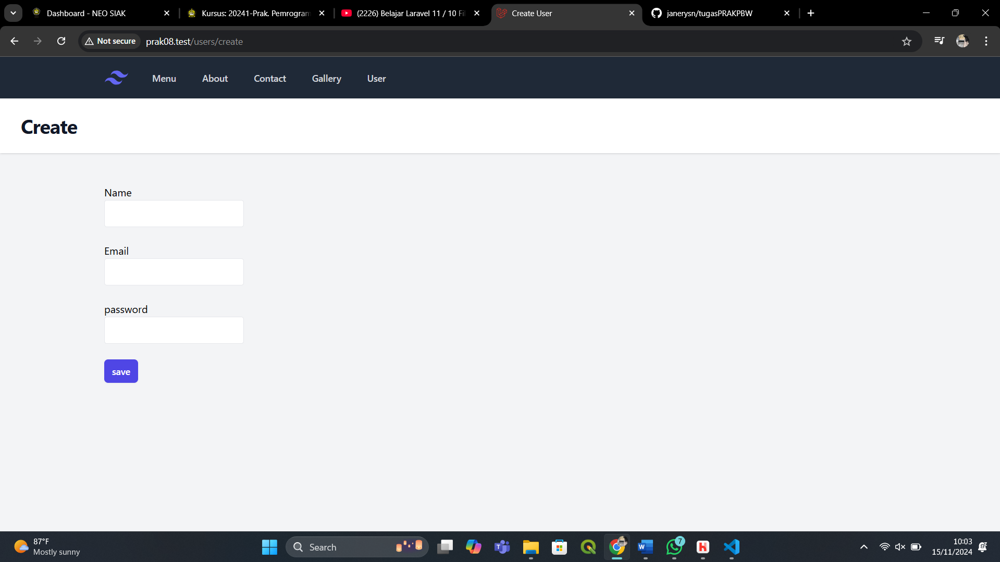 Dashboard - NEO SIAK
Kursus: 20241-Prak. Pemrogram
(2226) Belajar Laravel 11 / 10 Fi
Create User
janerysn/tugasPRAKPBW
Not secure
prak08.test/users/create
Menu
About
Contact
Gallery
User
Create
Name
Email
password
save
87°F
Mostly sunny
Search
7
10:03
15/11/2024